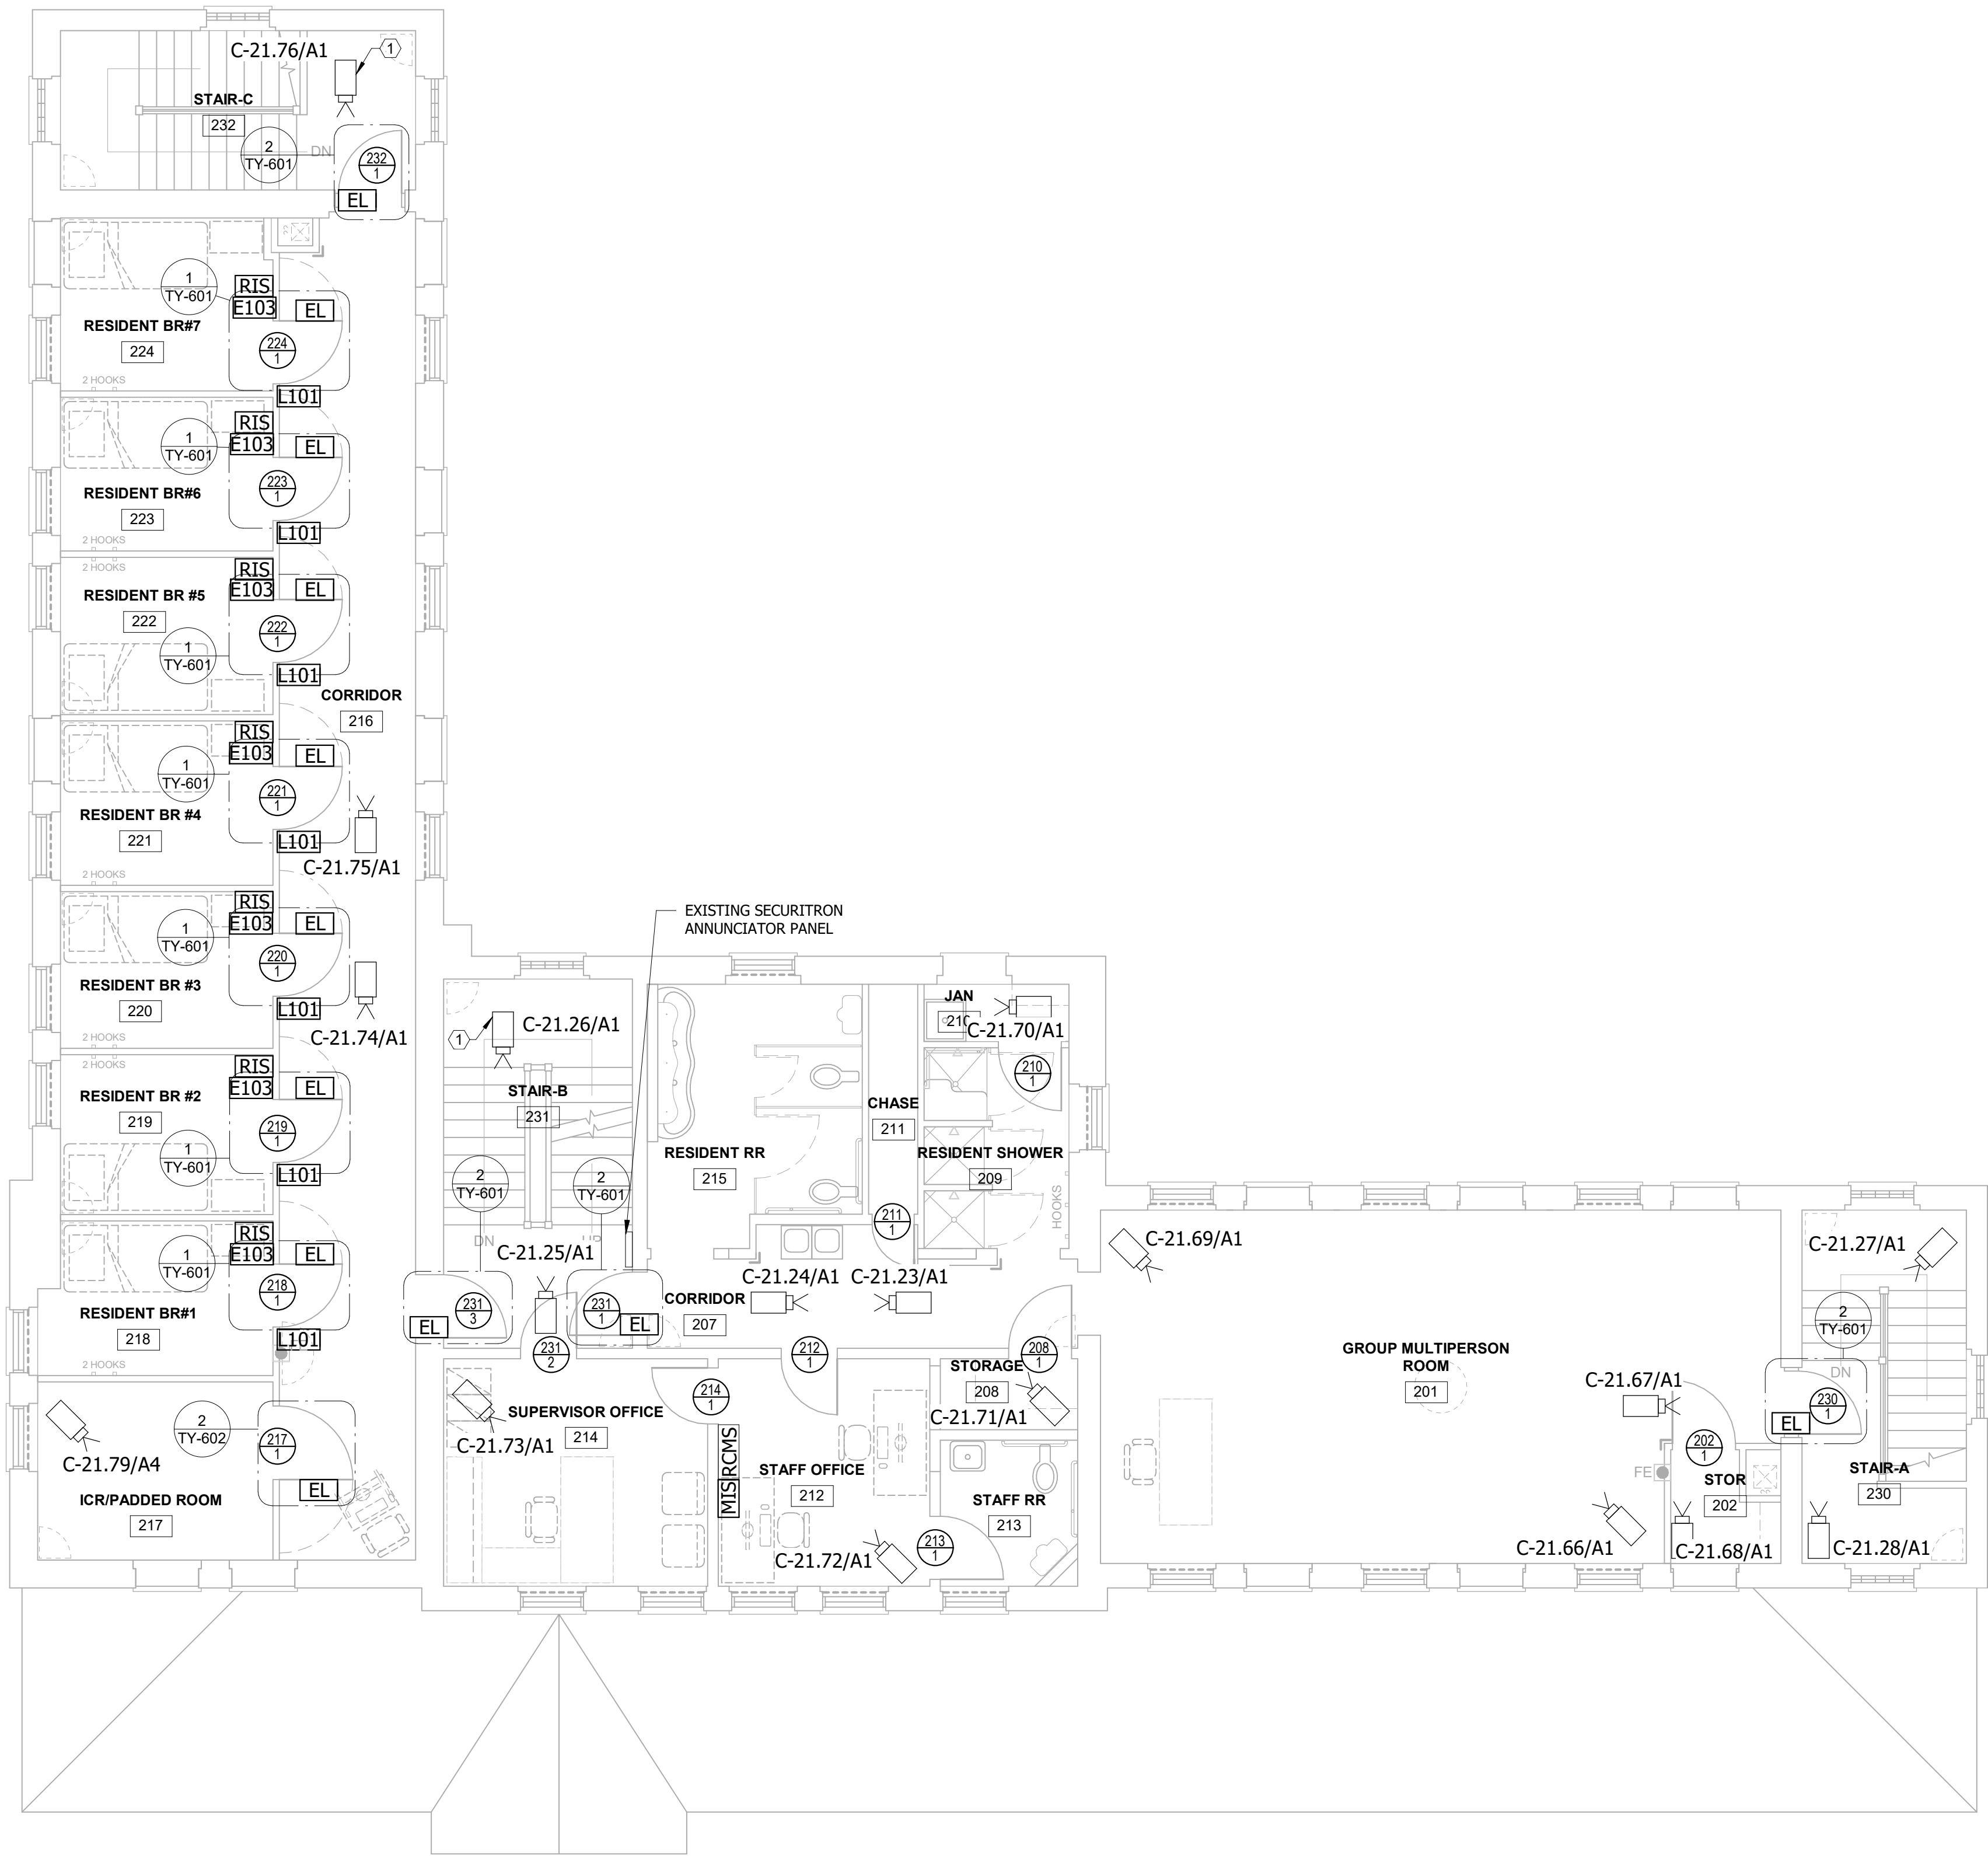 C-21.76/A1
1
STAIR-C
232
2
TY-601
DN
232
1
EL
1
TY-601
RIS
E103
EL
RESIDENT BR#7
224
224
1
2 HOOKS
L101
1
TY-601
RIS
E103
EL
RESIDENT BR#6
223
223
1
2 HOOKS
L101
2 HOOKS
RIS
E103
EL
RESIDENT BR #5
222
222
1
1
TY-601
L101
CORRIDOR
216
RIS
E103
EL
1
TY-601
221
1
RESIDENT BR #4
221
L101
C-21.75/A1
2 HOOKS
RIS
E103
EL
1
TY-601
220
1
RESIDENT BR #3
220
L101
C-21.74/A1
2 HOOKS
2 HOOKS
RIS
E103
EL
RESIDENT BR #2
219
219
1
1
TY-601
L101
RIS
E103
EL
1
TY-601
218
1
RESIDENT BR#1
218
L101
2 HOOKS
2
TY-602
217
1
C-21.79/A4
EL
ICR/PADDED ROOM
217
EXISTING SECURITRON
ANNUNCIATOR PANEL
1
C-21.26/A1
STAIR-B
231
2
TY-601
2
TY-601
DN
C-21.25/A1
231
3
EL
231
1
EL
231
2
JAN
210
C-21.70/A1
210
1
CHASE
211
RESIDENT RR
215
RESIDENT SHOWER
209
HOOKS
211
1
C-21.24/A1
C-21.23/A1
CORRIDOR
207
212
1
208
1
STORAGE
208
C-21.71/A1
214
1
SUPERVISOR OFFICE
214
C-21.73/A1
MIS
RCMS
STAFF OFFICE
212
C-21.72/A1
213
1
STAFF RR
213
C-21.69/A1
GROUP MULTIPERSON
ROOM
201
C-21.67/A1
202
1
FE
STOR
202
C-21.66/A1
C-21.68/A1
C-21.27/A1
2
TY-601
DN
230
1
EL
STAIR-A
230
C-21.28/A1